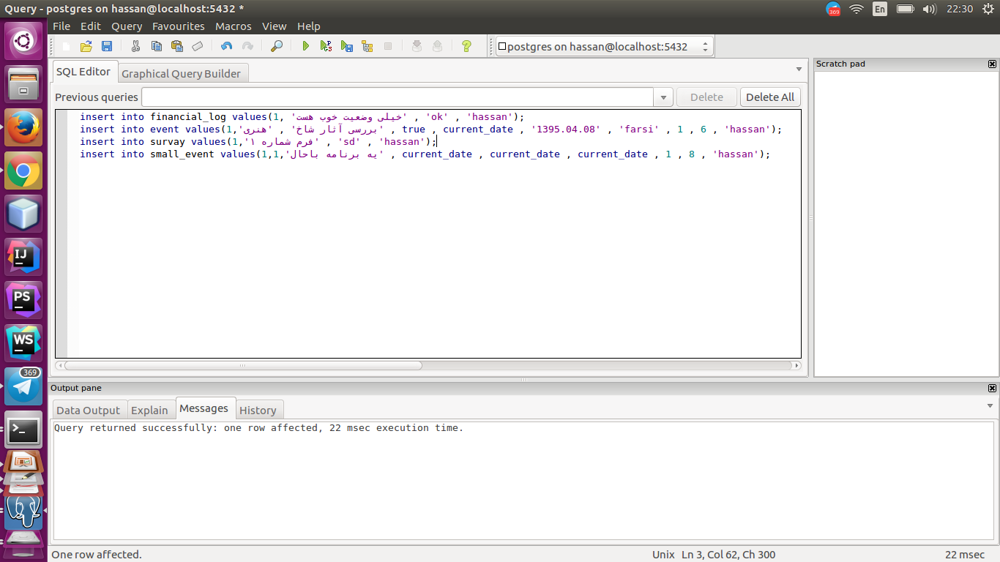 Query - postgres on hassan@localhost:5432 *
369
En
22:30
File Edit Query Favourites Macros View Help
postgres on hassan@localhost:5432
SQL Editor
Graphical Query Builder
Scratch pad
Previous queries
Delete
Delete All
insert into financial_log values(1, 'خیلی وضعیت خوب هست' , 'ok' , 'hassan');
insert into event values(1,'هنری' , 'بررسی آثار شاخ' , true , current_date , '1395.04.08' , 'farsi' , 1 , 6 , 'hassan');
insert into survay values(1,'فرم شماره ۱' , 'sd' , 'hassan');
insert into small_event values(1,1,'یه برنامه باحال' , current_date , current_date , current_date , 1 , 8 , 'hassan');
IJ
PS
WS
369
Output pane
Data Output
Explain
Messages
History
Query returned successfully: one row affected, 22 msec execution time.
One row affected.
Unix
Ln 3, Col 62, Ch 300
22 msec